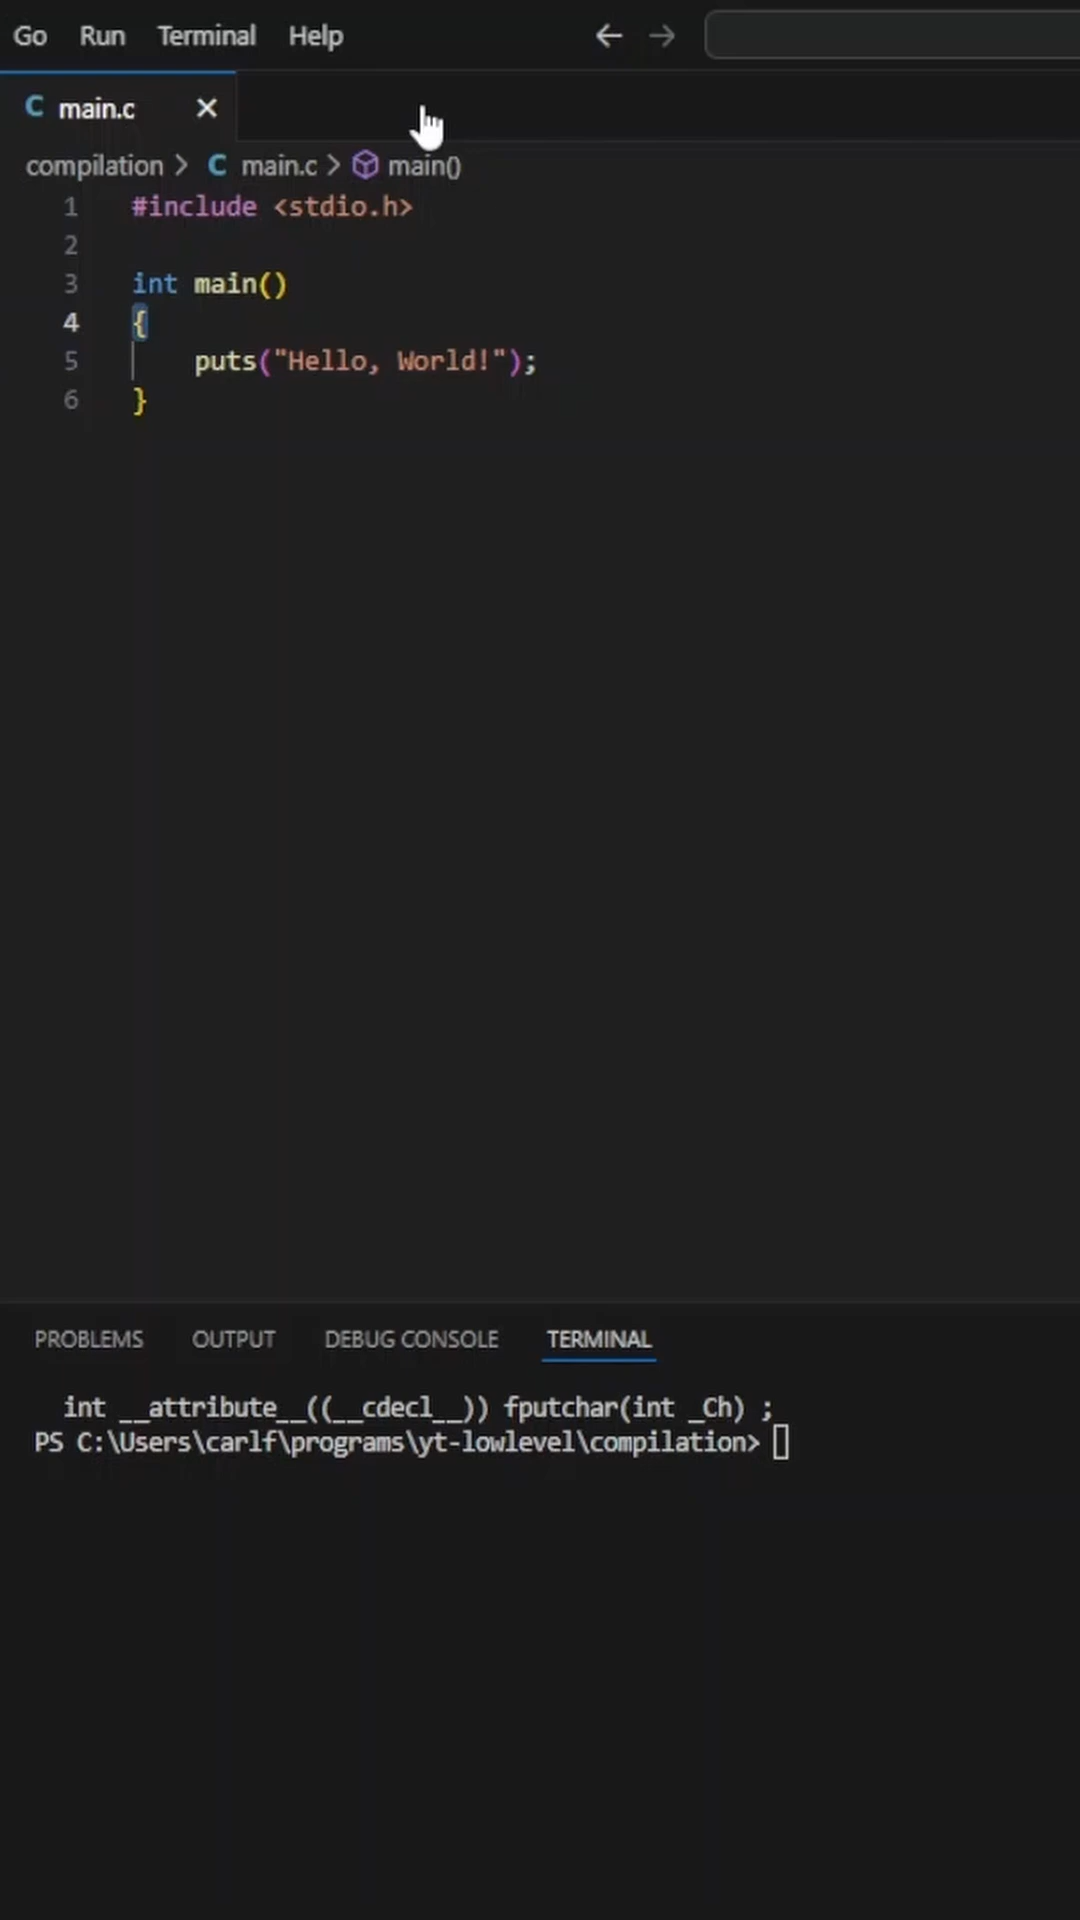 Go Run Terminal Help
C main.c
compilation > C main.c > main()
1 #include <stdio.h>
2
3 int main()
4 {
5 puts("Hello, World!");
6 }
PROBLEMS OUTPUT DEBUG CONSOLE TERMINAL
int __attribute__((__cdecl__)) fputchar(int _Ch) ;
PS C:\Users\carlf\programs\yt-lowlevel\compilation>